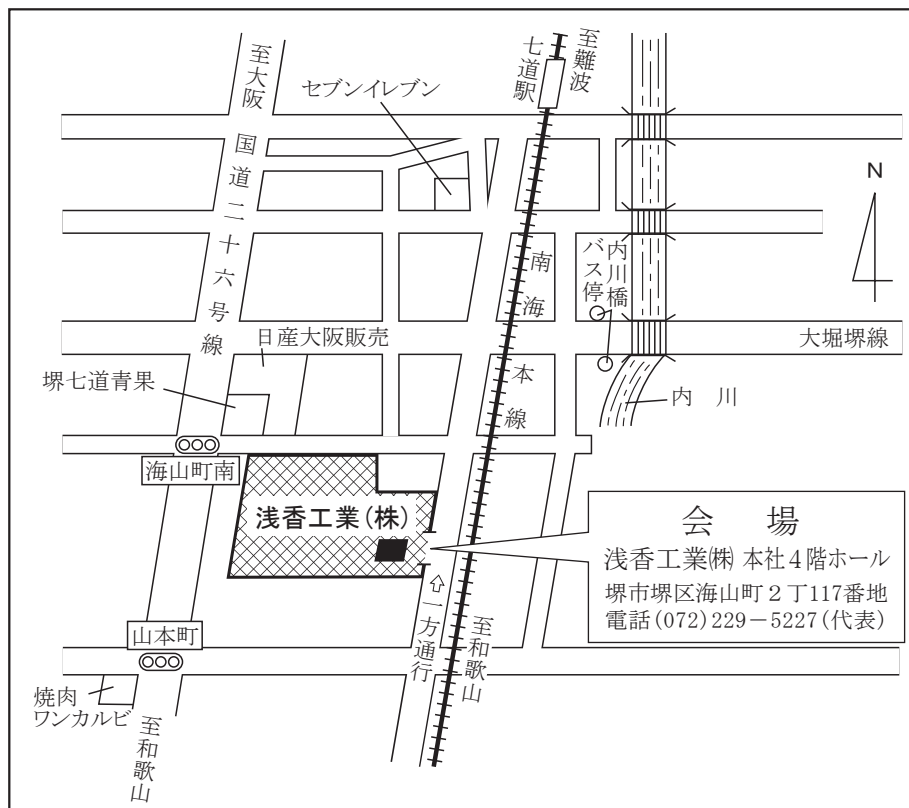 至難波
七道駅
至大阪
セブンイレブン
国道二十六号線
N
南海本線
内川橋
バス停
日産大阪販売
大堀堺線
堺七道青果
内 川
海山町南
浅香工業(株)
会 場
浅香工業㈱ 本社4階ホール
堺市堺区海山町2丁117番地
電話(072)229-5227(代表)
⇧一方通行
至和歌山
山本町
焼肉
ワンカルビ
至和歌山